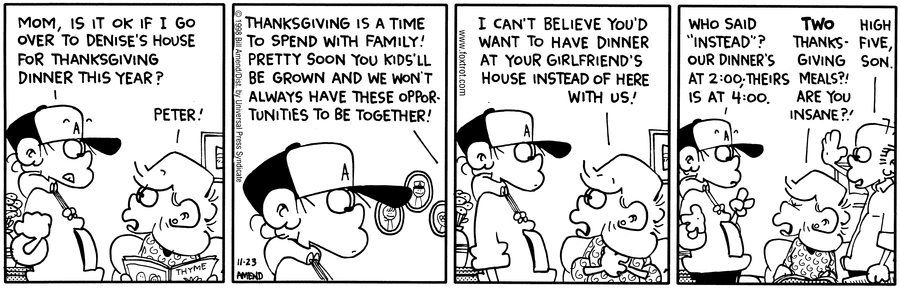 MOM, IS IT OK IF I GO
OVER TO DENISE'S HOUSE
FOR THANKSGIVING
DINNER THIS YEAR?
PETER!
A
THYME
© 1998 Bill Amend/Dist. by Universal Press Syndicate
THANKSGIVING IS A TIME
TO SPEND WITH FAMILY!
PRETTY SOON YOU KIDS'LL
BE GROWN AND WE WON'T
ALWAYS HAVE THESE OPPOR-
TUNITIES TO BE TOGETHER!
A
11-23
AMEND
www.foxtrot.com
I CAN'T BELIEVE YOU'D
WANT TO HAVE DINNER
AT YOUR GIRLFRIEND'S
HOUSE INSTEAD OF HERE
WITH US!
A
WHO SAID
"INSTEAD"?
OUR DINNER'S
AT 2:00; THEIRS
IS AT 4:00.
A
TWO
THANKS-
GIVING
MEALS?!
ARE YOU
INSANE?!
HIGH
FIVE,
SON.